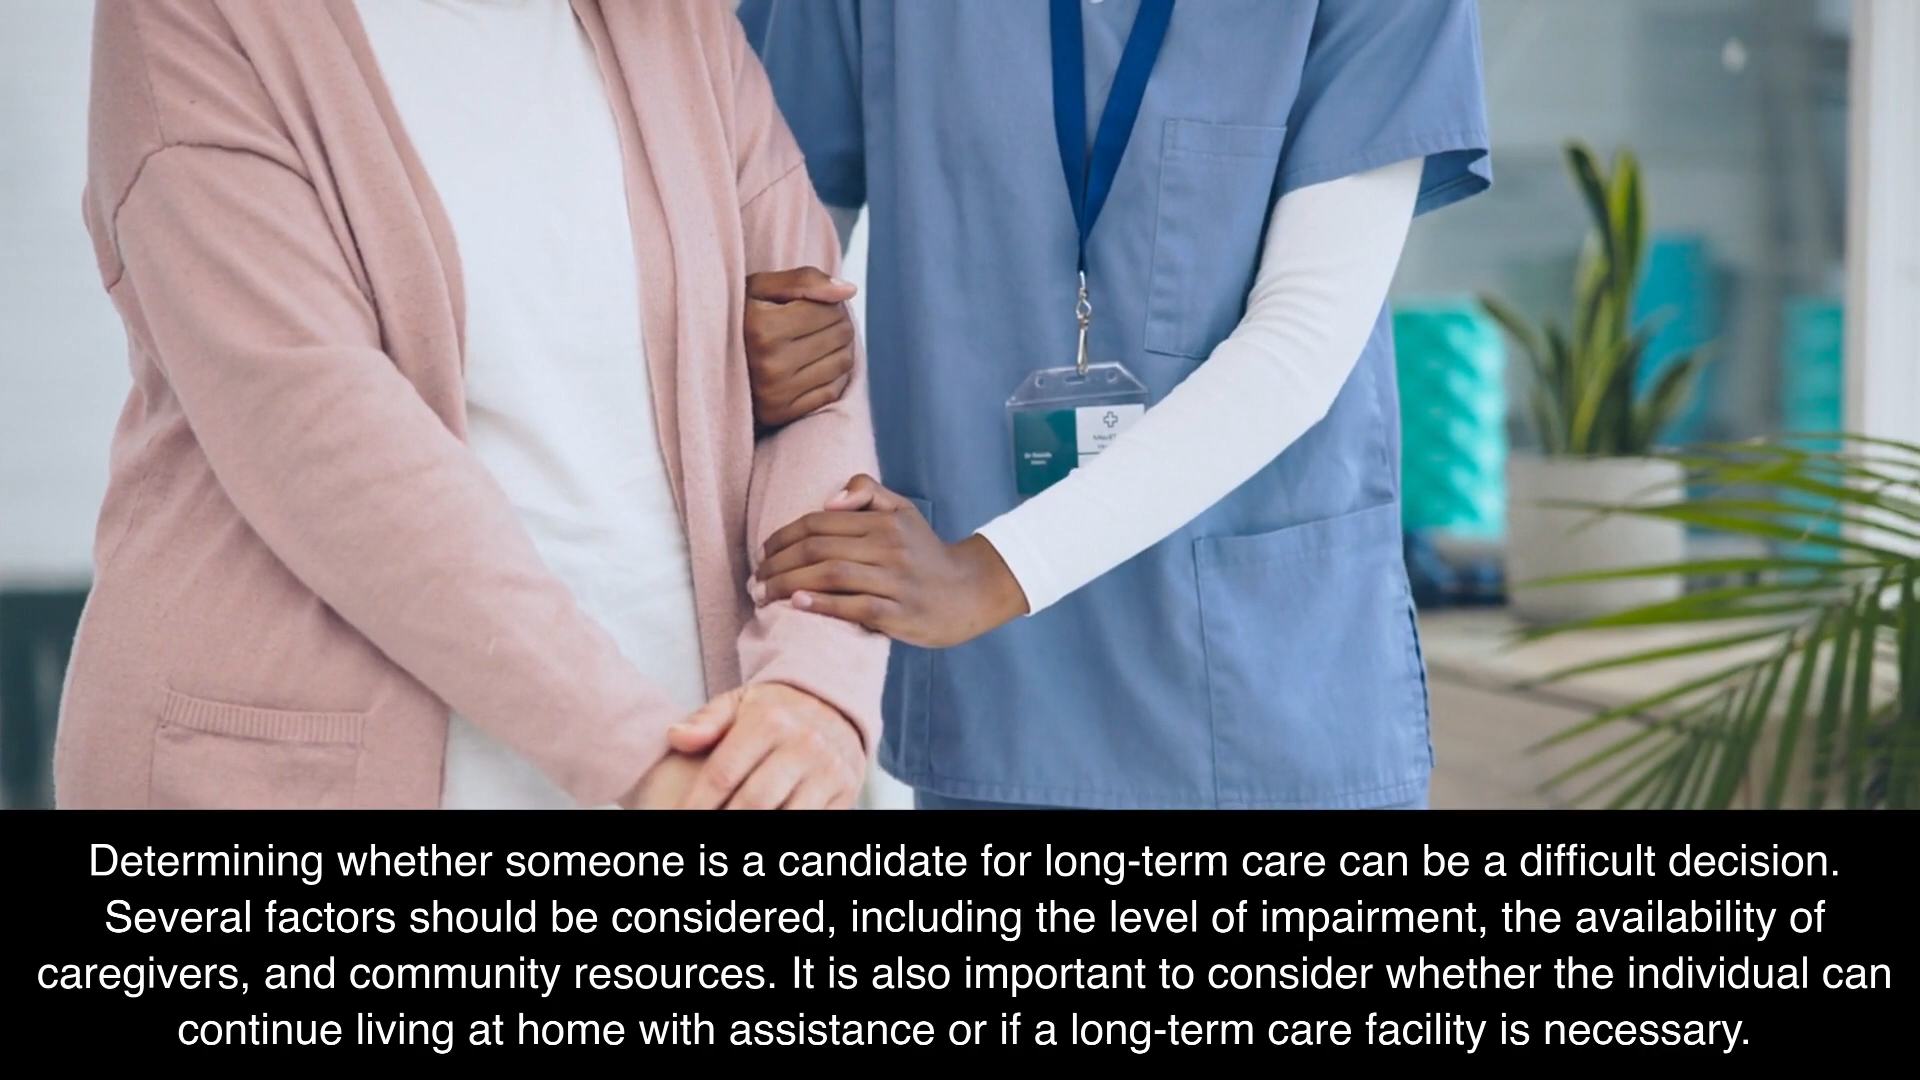 Determining whether someone is a candidate for long-term care can be a difficult decision.
Several factors should be considered, including the level of impairment, the availability of
caregivers, and community resources. It is also important to consider whether the individual can
continue living at home with assistance or if a long-term care facility is necessary.